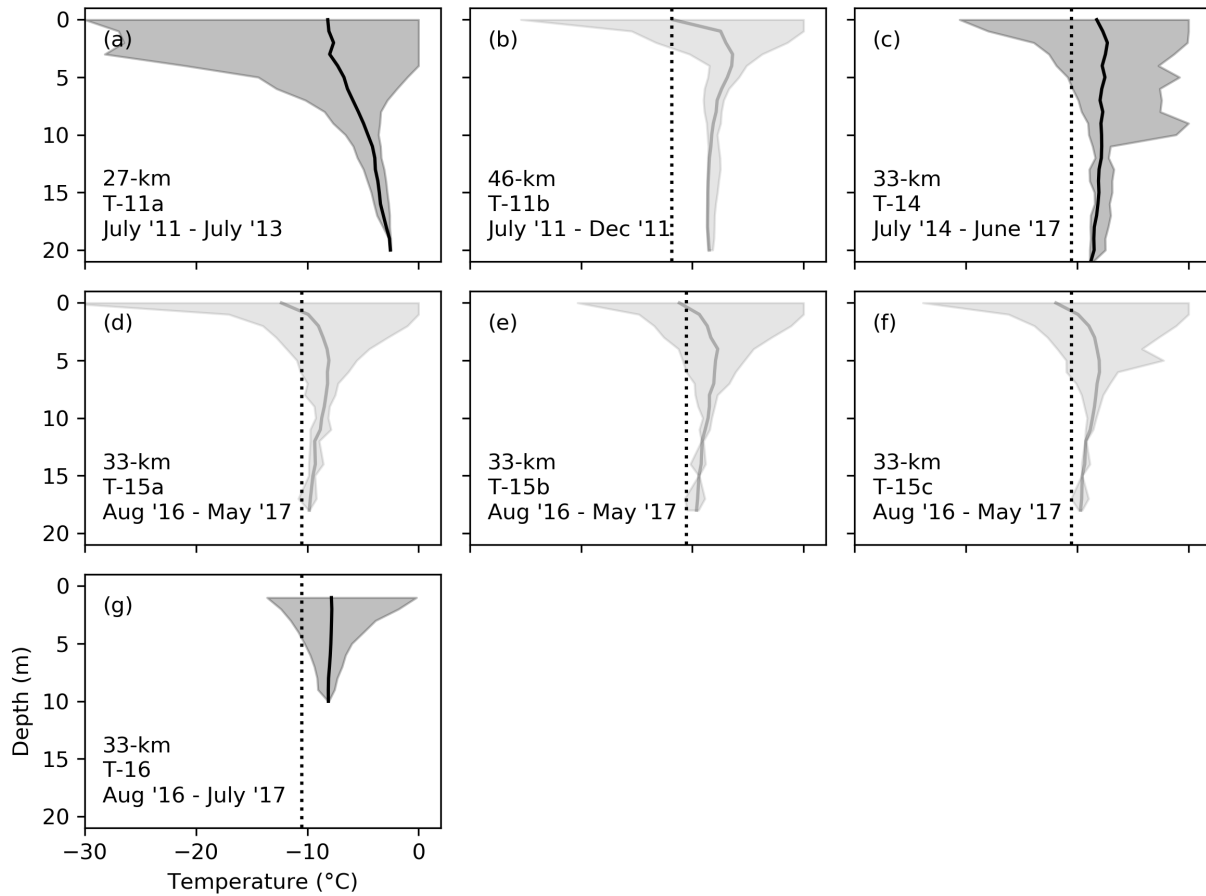 0
5
10
15
20
(a)
27-km
T-11a
July '11 - July '13
(b)
46-km
T-11b
July '11 - Dec '11
(c)
33-km
T-14
July '14 - June '17
0
5
10
15
20
(d)
33-km
T-15a
Aug '16 - May '17
(e)
33-km
T-15b
Aug '16 - May '17
(f)
33-km
T-15c
Aug '16 - May '17
Depth (m)
0
5
10
15
20
(g)
33-km
T-16
Aug '16 - July '17
−30 −20 −10 0
Temperature (°C)